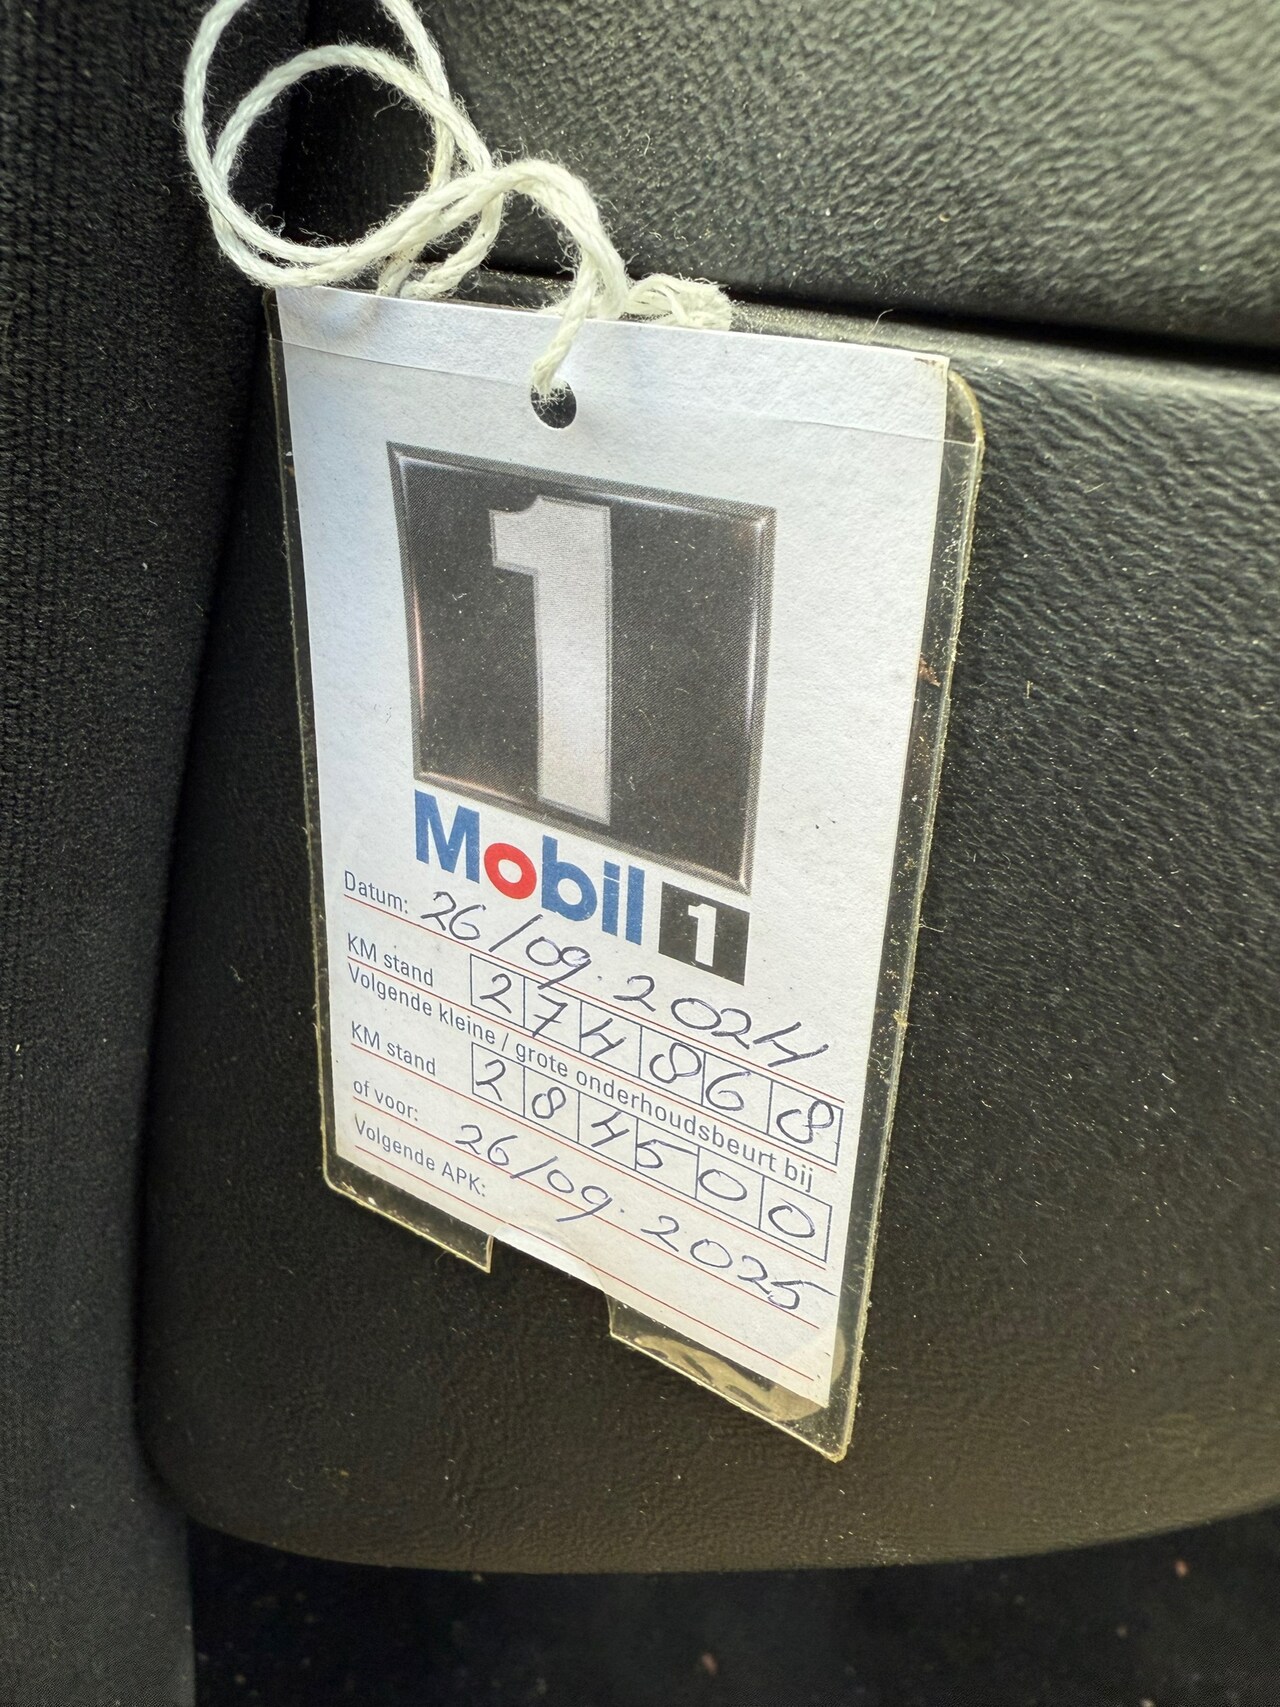 1
Mobil 1
Datum: 26/09.2024
KM stand 274868
Volgende kleine / grote onderhoudsbeurt bij
KM stand 284500
of voor: 26/09.2025
Volgende APK: